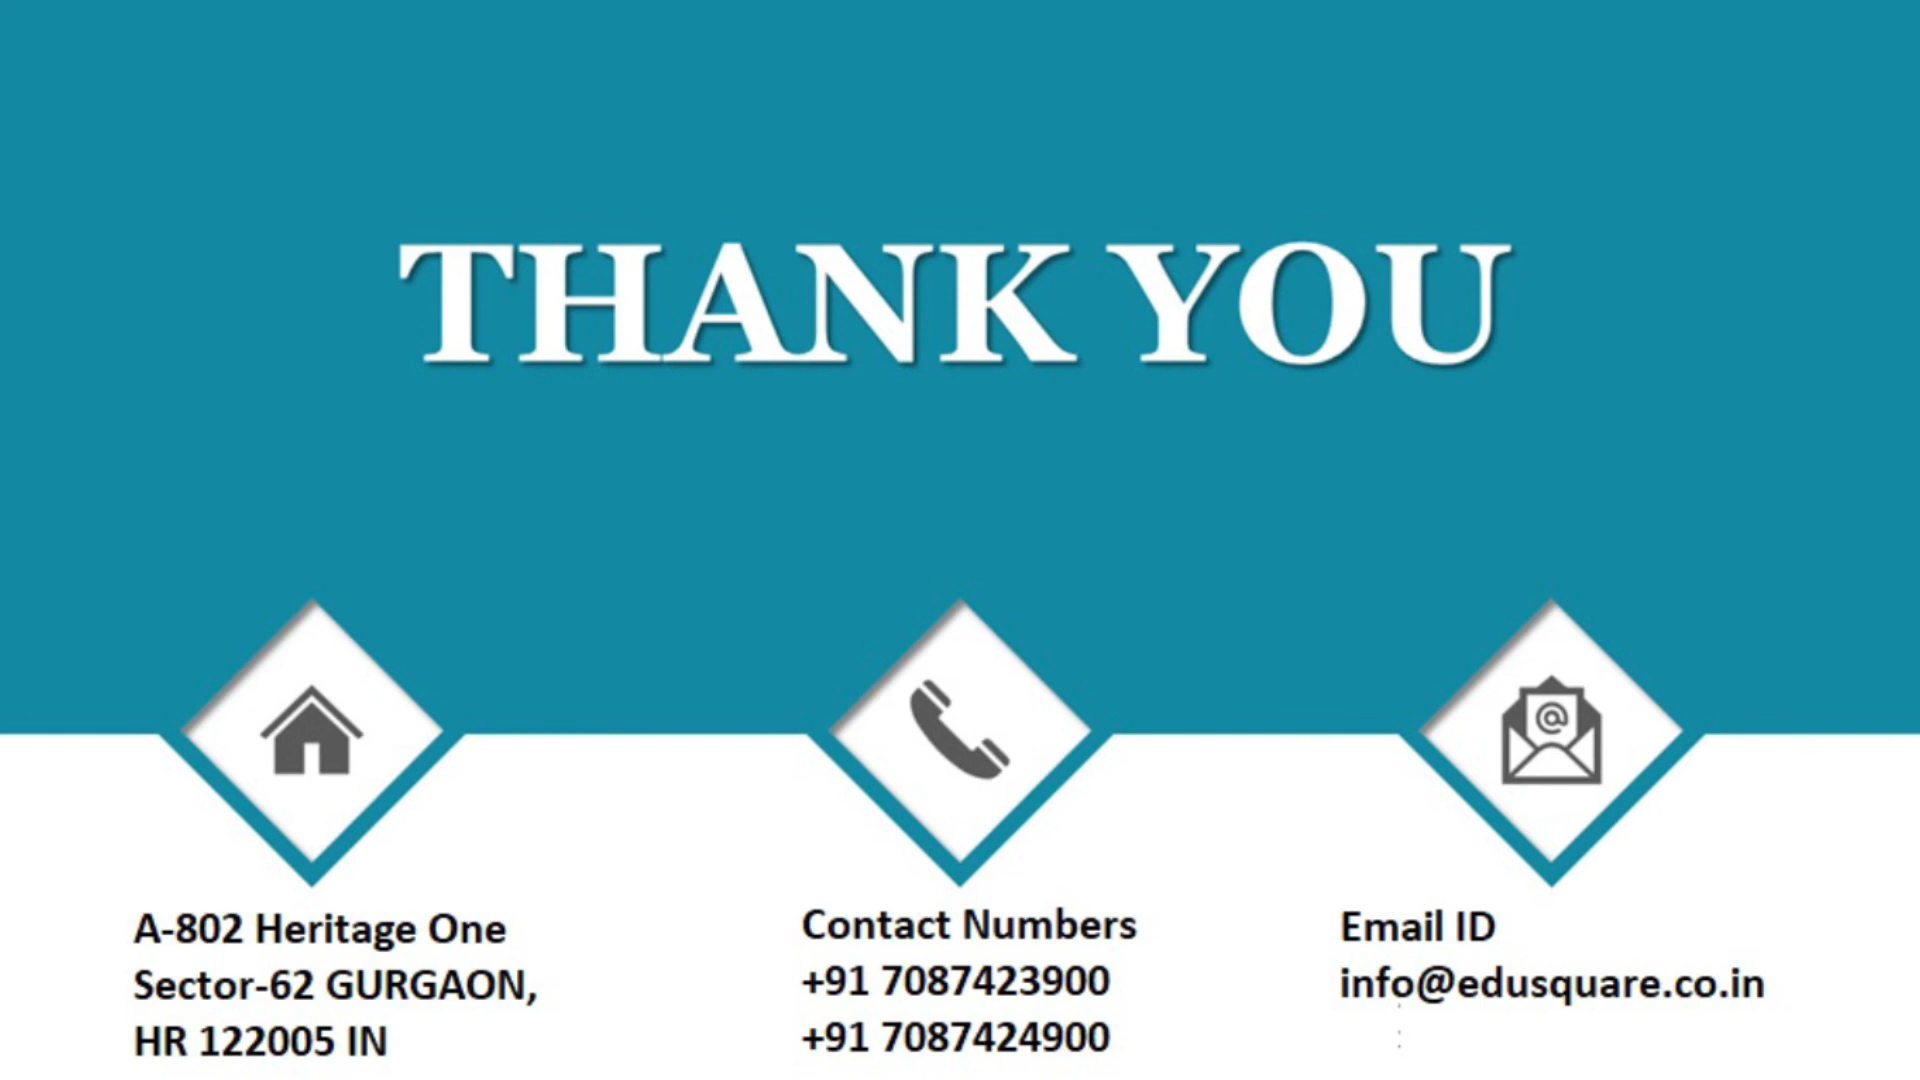 THANK YOU
A-802 Heritage One
Sector-62 GURGAON,
HR 122005 IN
Contact Numbers
+91 7087423900
+91 7087424900
Email ID
info@edusquare.co.in